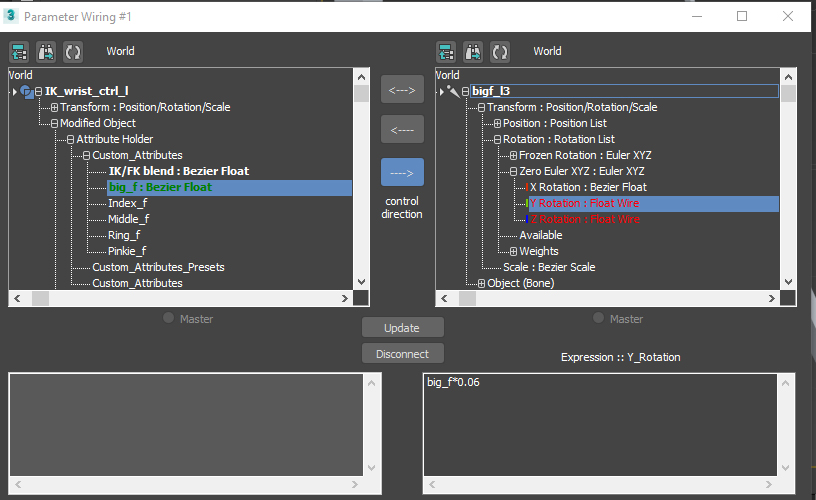 Parameter Wiring #1
World
World
IK_wrist_ctrl_l
Transform : Position/Rotation/Scale
Modified Object
Attribute Holder
Custom_Attributes
IK/FK blend : Bezier Float
big_f : Bezier Float
Index_f
Middle_f
Ring_f
Pinkie_f
Custom_Attributes_Presets
Custom_Attributes
Master
<--->
<----
---->
control
direction
World
World
bigf_l3
Transform : Position/Rotation/Scale
Position : Position List
Rotation : Rotation List
Frozen Rotation : Euler XYZ
Zero Euler XYZ : Euler XYZ
X Rotation : Bezier Float
Y Rotation : Float Wire
Z Rotation : Float Wire
Available
Weights
Scale : Bezier Scale
Object (Bone)
Master
Update
Disconnect
Expression :: Y_Rotation
big_f*0.06